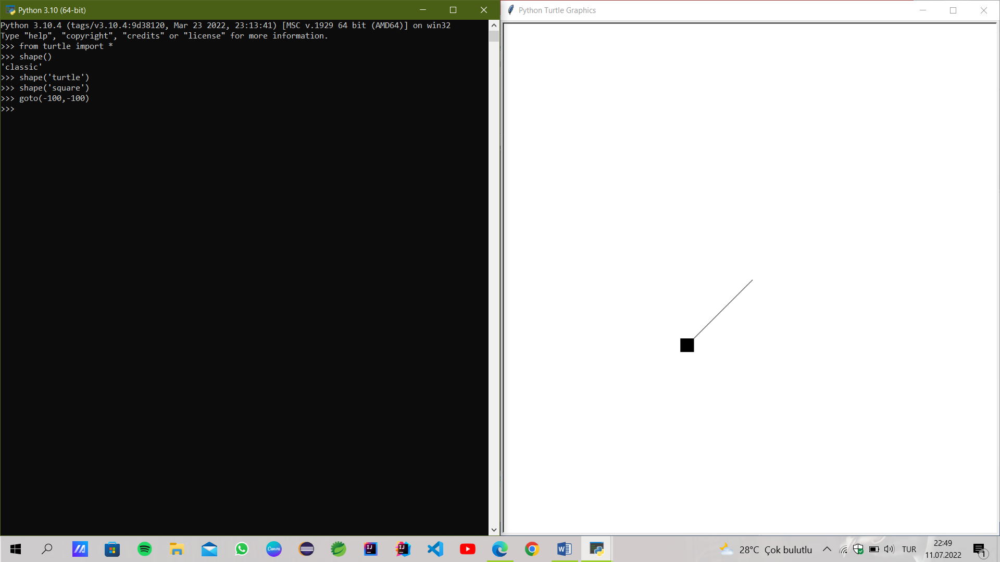 Python 3.10 (64-bit)
Python 3.10.4 (tags/v3.10.4:9d38120, Mar 23 2022, 23:13:41) [MSC v.1929 64 bit (AMD64)] on win32
Type "help", "copyright", "credits" or "license" for more information.
>>> from turtle import *
>>> shape()
'classic'
>>> shape('turtle')
>>> shape('square')
>>> goto(-100,-100)
>>>
Python Turtle Graphics
IJ
IJ
Canva
W
28°C Çok bulutlu
TUR
22:49
11.07.2022
1